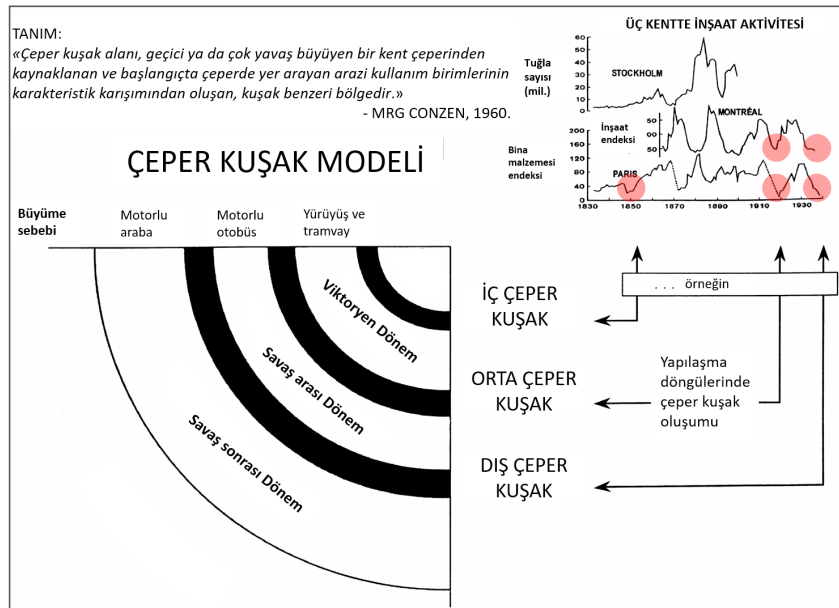 TANIM:
«Çeper kuşak alanı, geçici ya da çok yavaş büyüyen bir kent çeperinden
kaynaklanan ve başlangıçta çeperde yer arayan arazi kullanım birimlerinin
karakteristik karışımından oluşan, kuşak benzeri bölgedir.»
- MRG CONZEN, 1960.
ÜÇ KENTTE İNŞAAT AKTİVİTESİ
Tuğla
sayısı
(mil.)
60
50
40
30
20
10
0
STOCKHOLM
MONTRÉAL
İnşaat
endeksi
50
50
50
Bina
malzemesi
endeksi
200
160
120
80
40
0
PARIS
1830
1850
1870
1890
1910
1930
ÇEPER KUŞAK MODELİ
Büyüme
sebebi
Motorlu
araba
Motorlu
otobüs
Yürüyüş ve
tramvay
Viktoryen Dönem
Savaş arası Dönem
Savaş sonrası Dönem
İÇ ÇEPER
KUŞAK
ORTA ÇEPER
KUŞAK
DIŞ ÇEPER
KUŞAK
. . . örneğin
Yapılaşma
döngülerinde
çeper kuşak
oluşumu